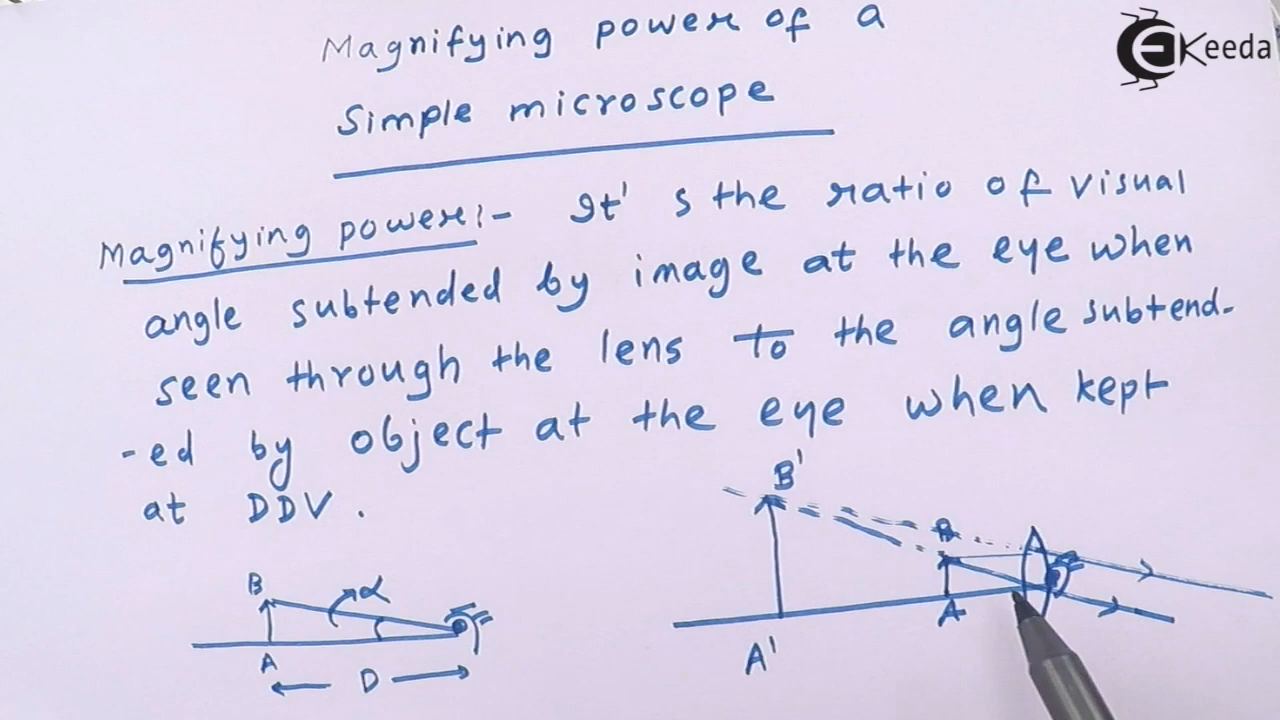 Magnifying power of a
Simple microscope
EKeeda
Magnifying power:- It's the ratio of visual
angle subtended by image at the eye when
seen through the lens to the angle subtend-
-ed by object at the eye when kept
at DDV.
B
α
A
D
B'
B
A
A'